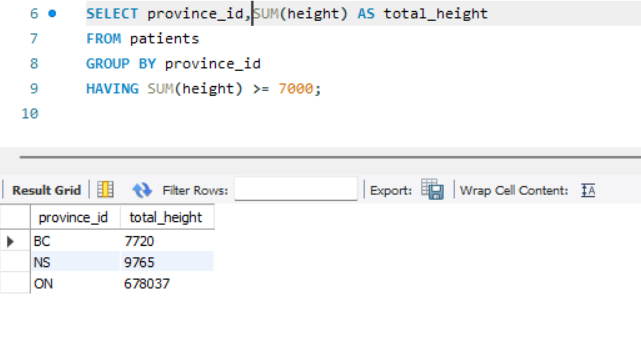 6 SELECT province_id,SUM(height) AS total_height
7 FROM patients
8 GROUP BY province_id
9 HAVING SUM(height) >= 7000;
10
Result Grid Filter Rows: Export: Wrap Cell Content: IA
province_id total_height
BC 7720
NS 9765
ON 678037